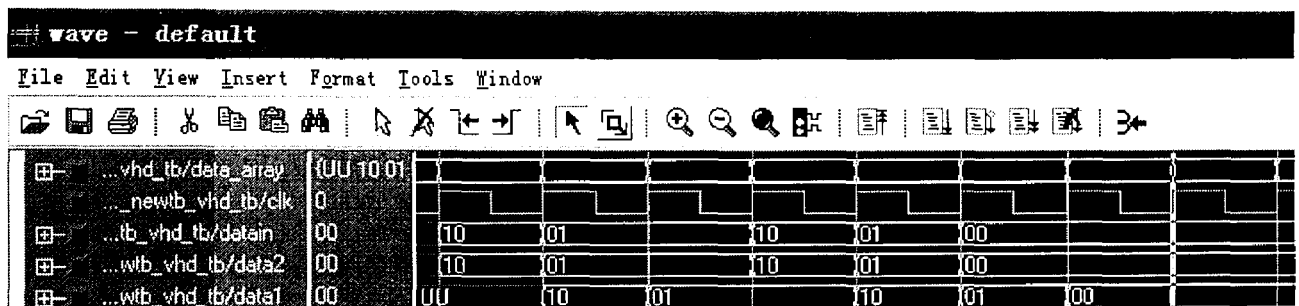 wave - default
File Edit View Insert Format Tools Window
...vhd_tb/data_array {UU 10 01
..._newtb_vhd_tb/clk 0
...tb_vhd_tb/datain 00 10 01 10 01 00
...wtb_vhd_tb/data2 00 10 01 10 01 00
...wtb_vhd_tb/data1 00 UU 10 01 10 01 00